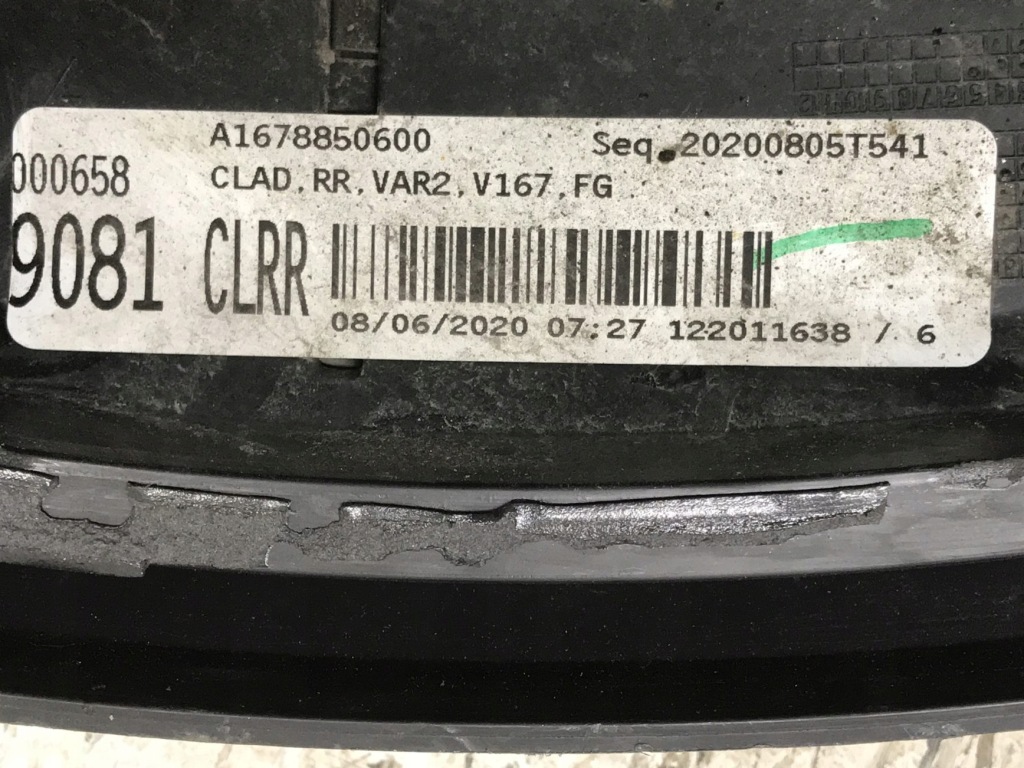 A1678850600 Seq. 20200805T541
000658 CLAD,RR,VAR2,V167,FG
9081 CLRR
08/06/2020 07:27 122011638 / 6